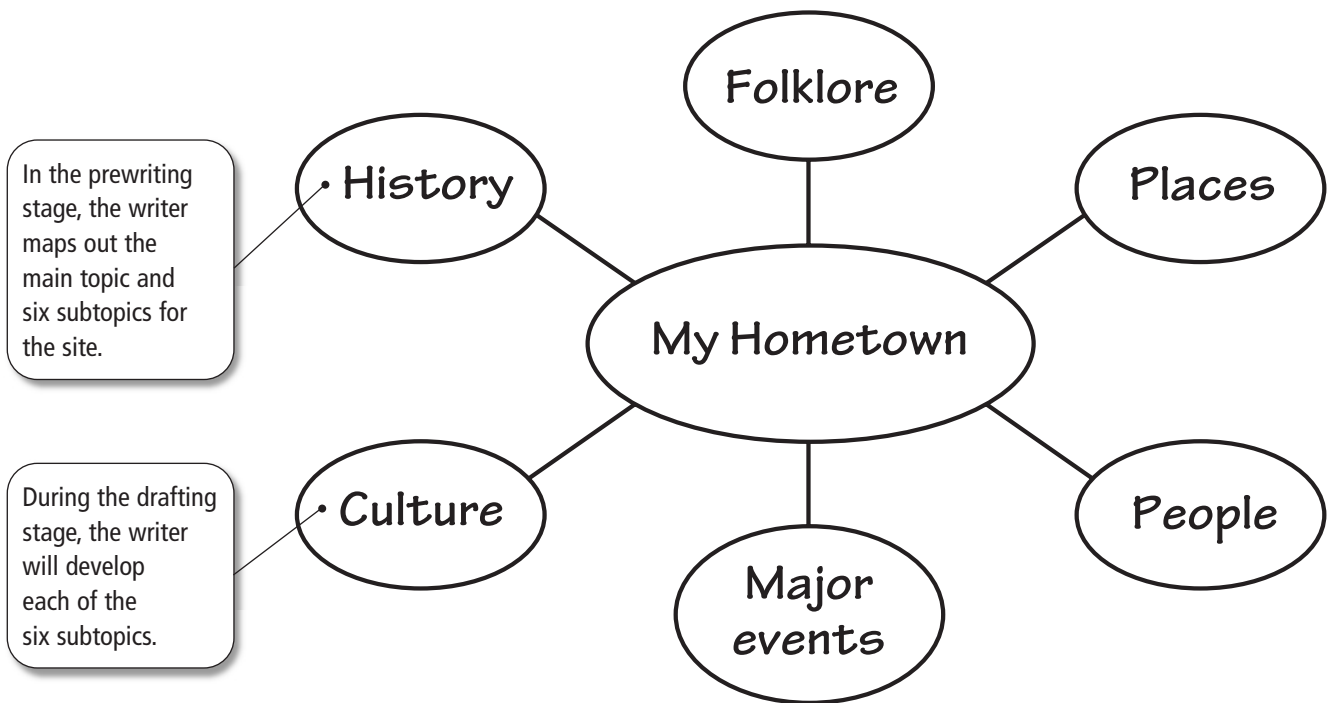 Folklore
History
Places
In the prewriting
stage, the writer
maps out the
main topic and
six subtopics for
the site.
My Hometown
Culture
People
During the drafting
stage, the writer
will develop
each of the
six subtopics.
Major
events